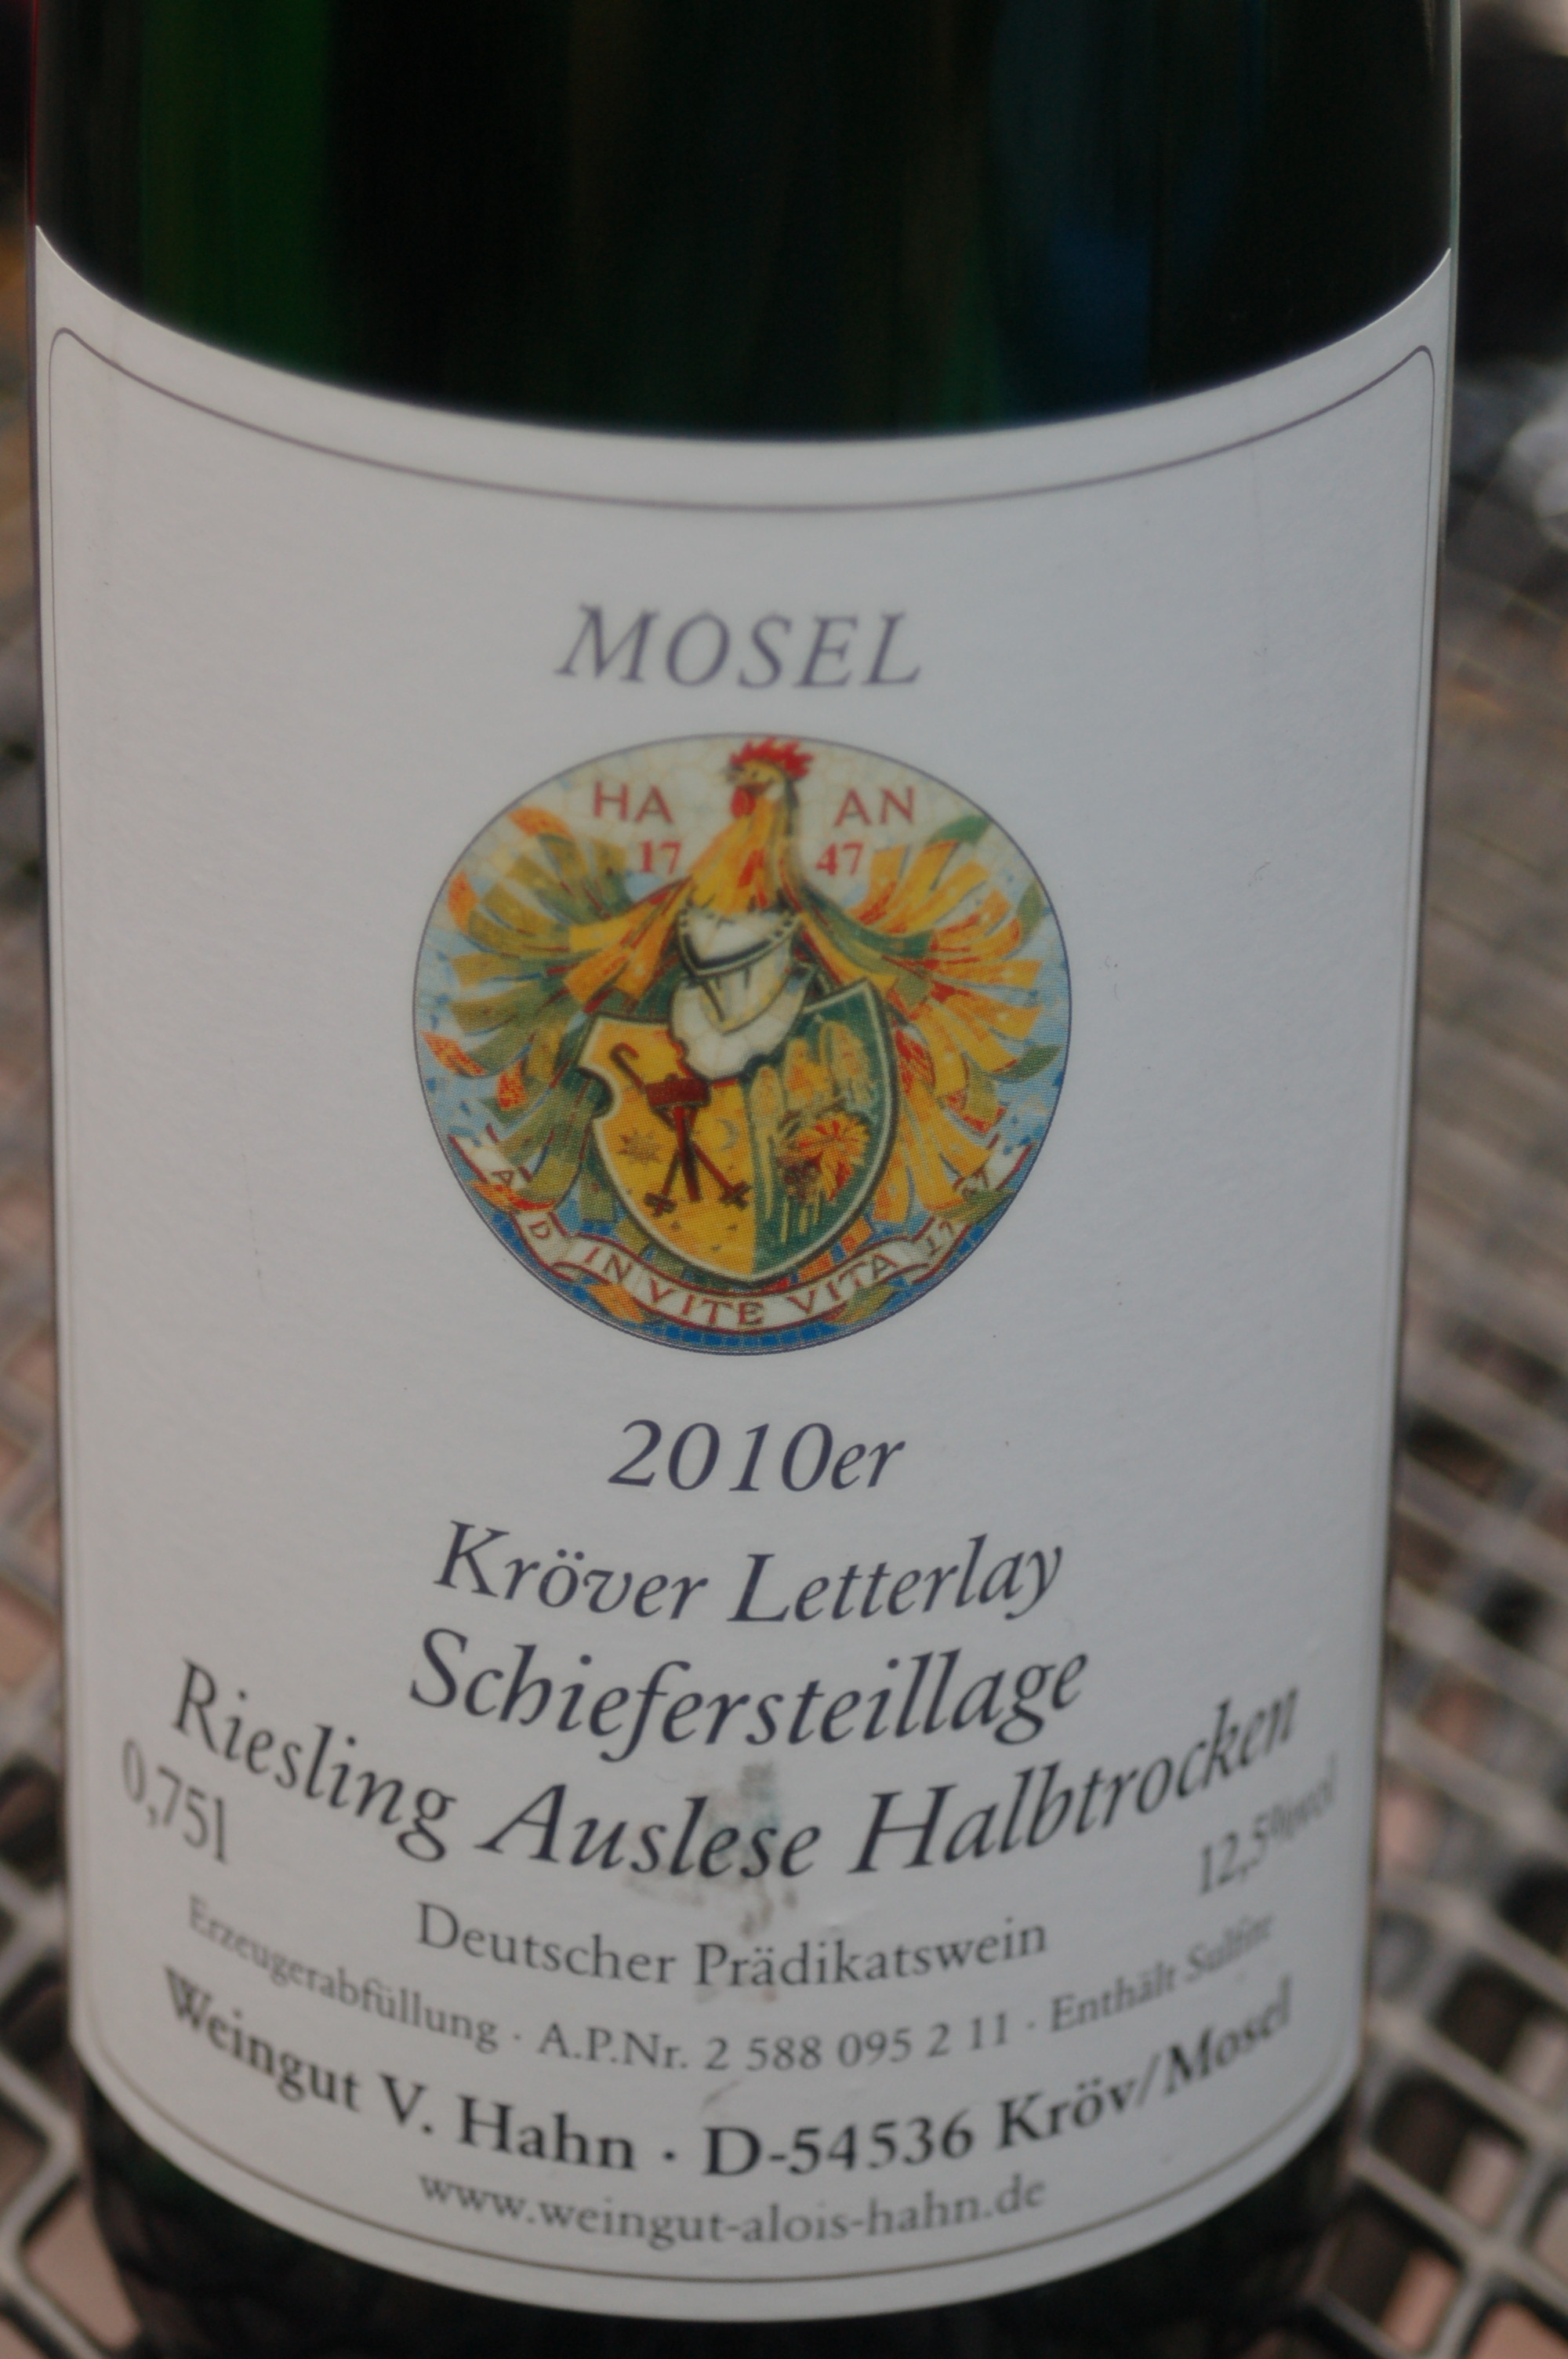 MOSEL
HA AN
17 47
IN VITE VITA
2010er
Kröver Letterlay
Schiefersteillage
Riesling Auslese Halbtrocken
0,75l 12,5%vol
Deutscher Prädikatswein
Erzeugerabfüllung · A.P.Nr. 2 588 095 2 11 · Enthält Sulfite
Weingut V. Hahn · D-54536 Kröv/Mosel
www.weingut-alois-hahn.de